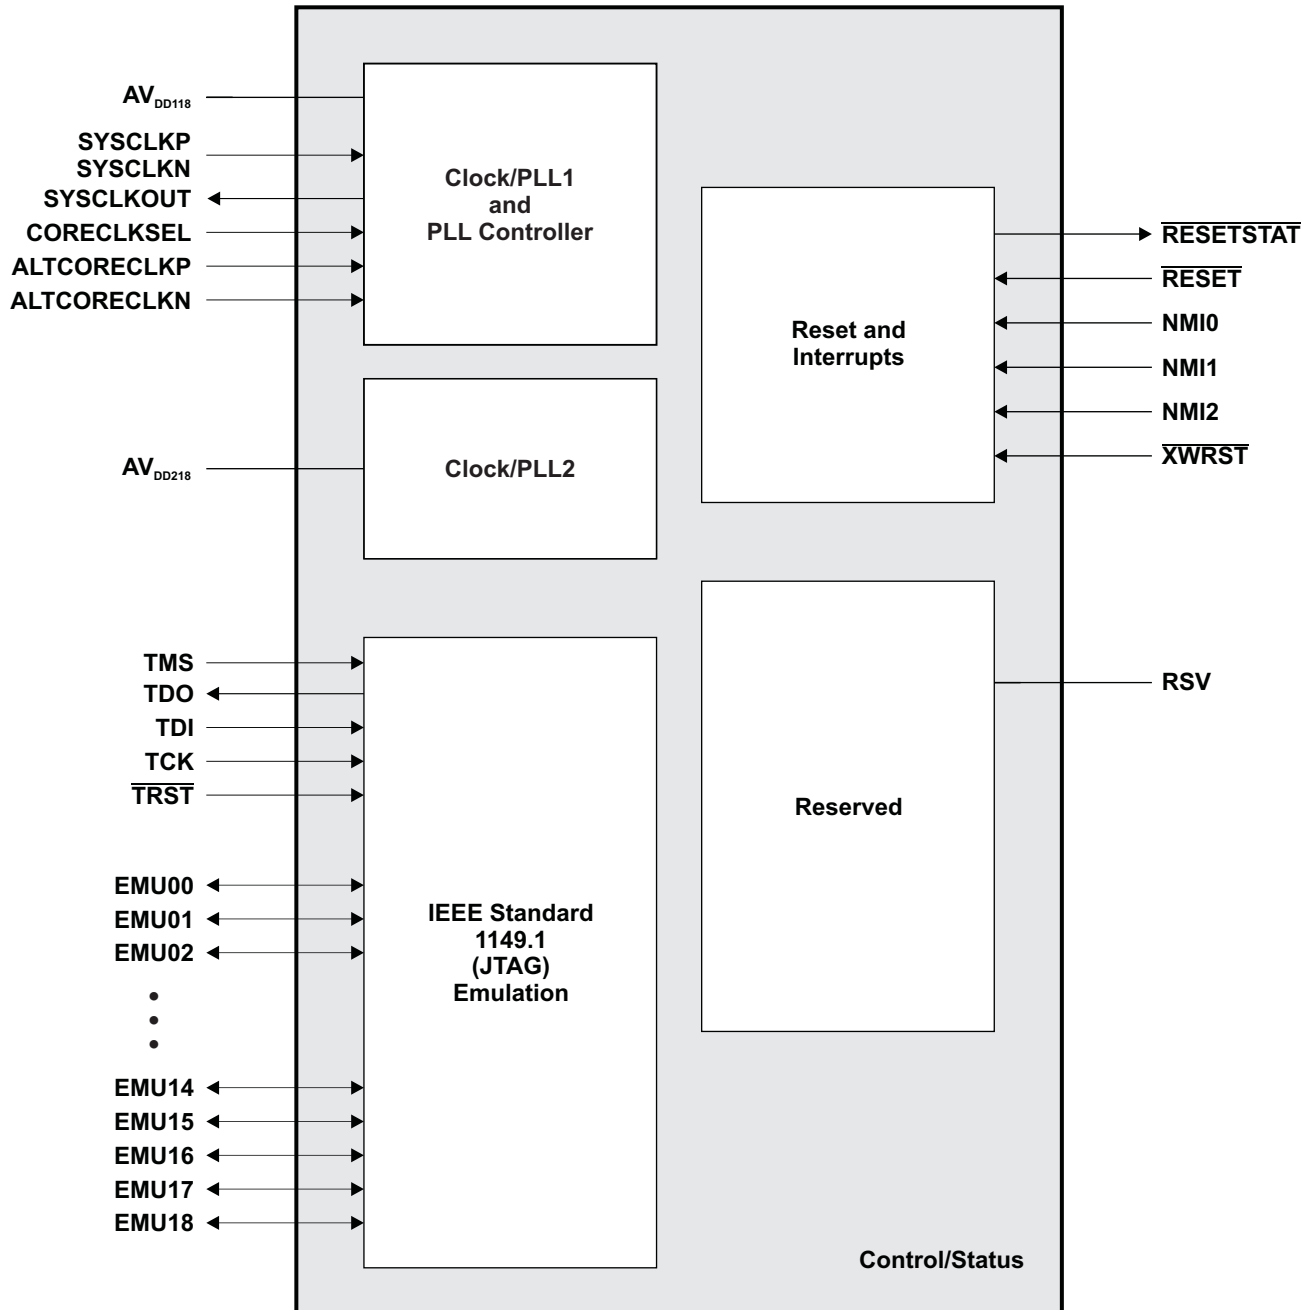 AVDD118
SYSCLKP
SYSCLKN
SYSCLKOUT
CORECLKSEL
ALTCORECLKP
ALTCORECLKN
Clock/PLL1
and
PLL Controller
AVDD218
Clock/PLL2
TMS
TDO
TDI
TCK
TRST
EMU00
EMU01
EMU02
EMU14
EMU15
EMU16
EMU17
EMU18
IEEE Standard
1149.1
(JTAG)
Emulation
Reset and
Interrupts
RESETSTAT
RESET
NMI0
NMI1
NMI2
XWRST
Reserved
RSV
Control/Status